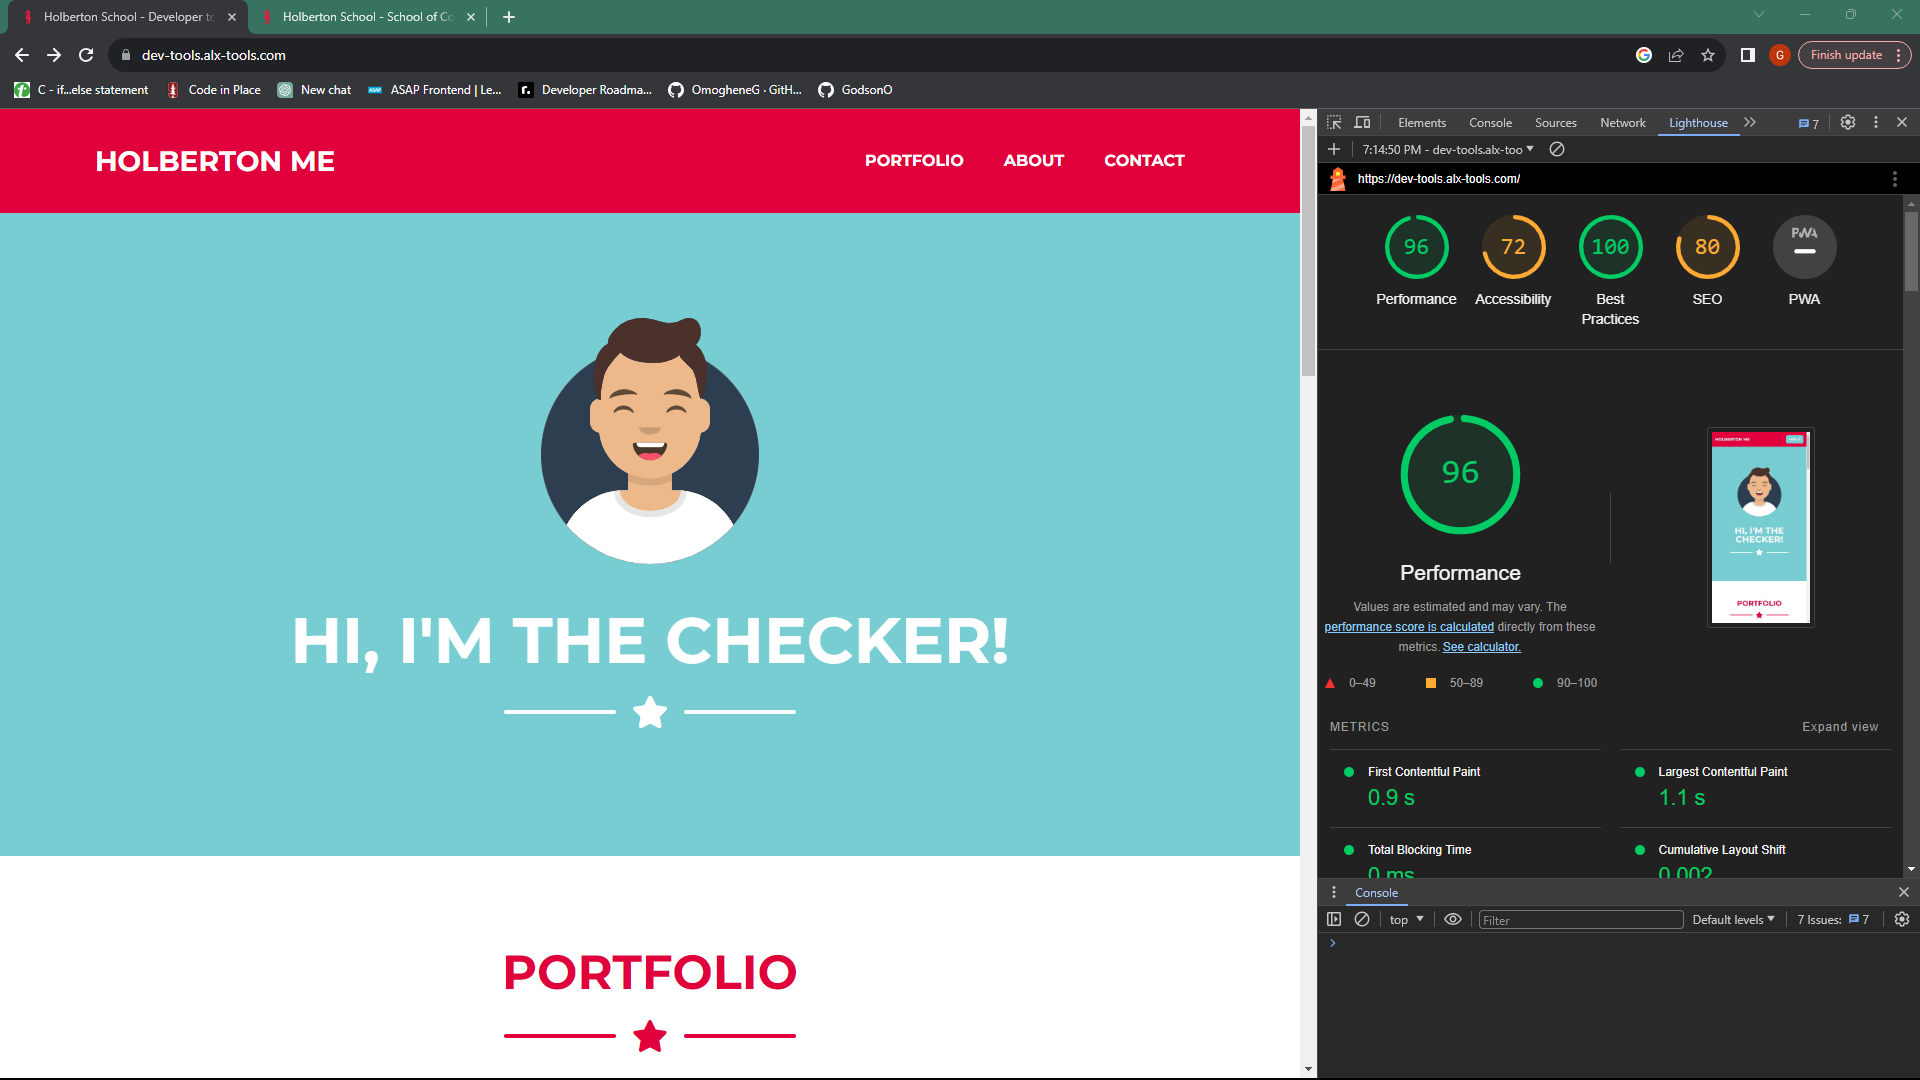 Holberton School - Developer to
Holberton School - School of Co
dev-tools.alx-tools.com
G
Finish update
C - if...else statement
Code in Place
New chat
ASAP
ASAP Frontend | Le...
r.
Developer Roadma...
OmogheneG · GitH...
GodsonO
HOLBERTON ME
PORTFOLIO
ABOUT
CONTACT
HI, I'M THE CHECKER!
PORTFOLIO
Elements
Console
Sources
Network
Lighthouse
7
7:14:50 PM - dev-tools.alx-too
https://dev-tools.alx-tools.com/
96
72
100
80
PWA
Performance
Accessibility
Best
Practices
SEO
PWA
96
Performance
Values are estimated and may vary. The
performance score is calculated directly from these
metrics. See calculator.
0–49
50–89
90–100
HOLBERTON ME
HI, I'M THE
CHECKER!
PORTFOLIO
METRICS
Expand view
First Contentful Paint
0.9 s
Largest Contentful Paint
1.1 s
Total Blocking Time
0 ms
Cumulative Layout Shift
0.002
Console
top
Filter
Default levels
7 Issues:
7